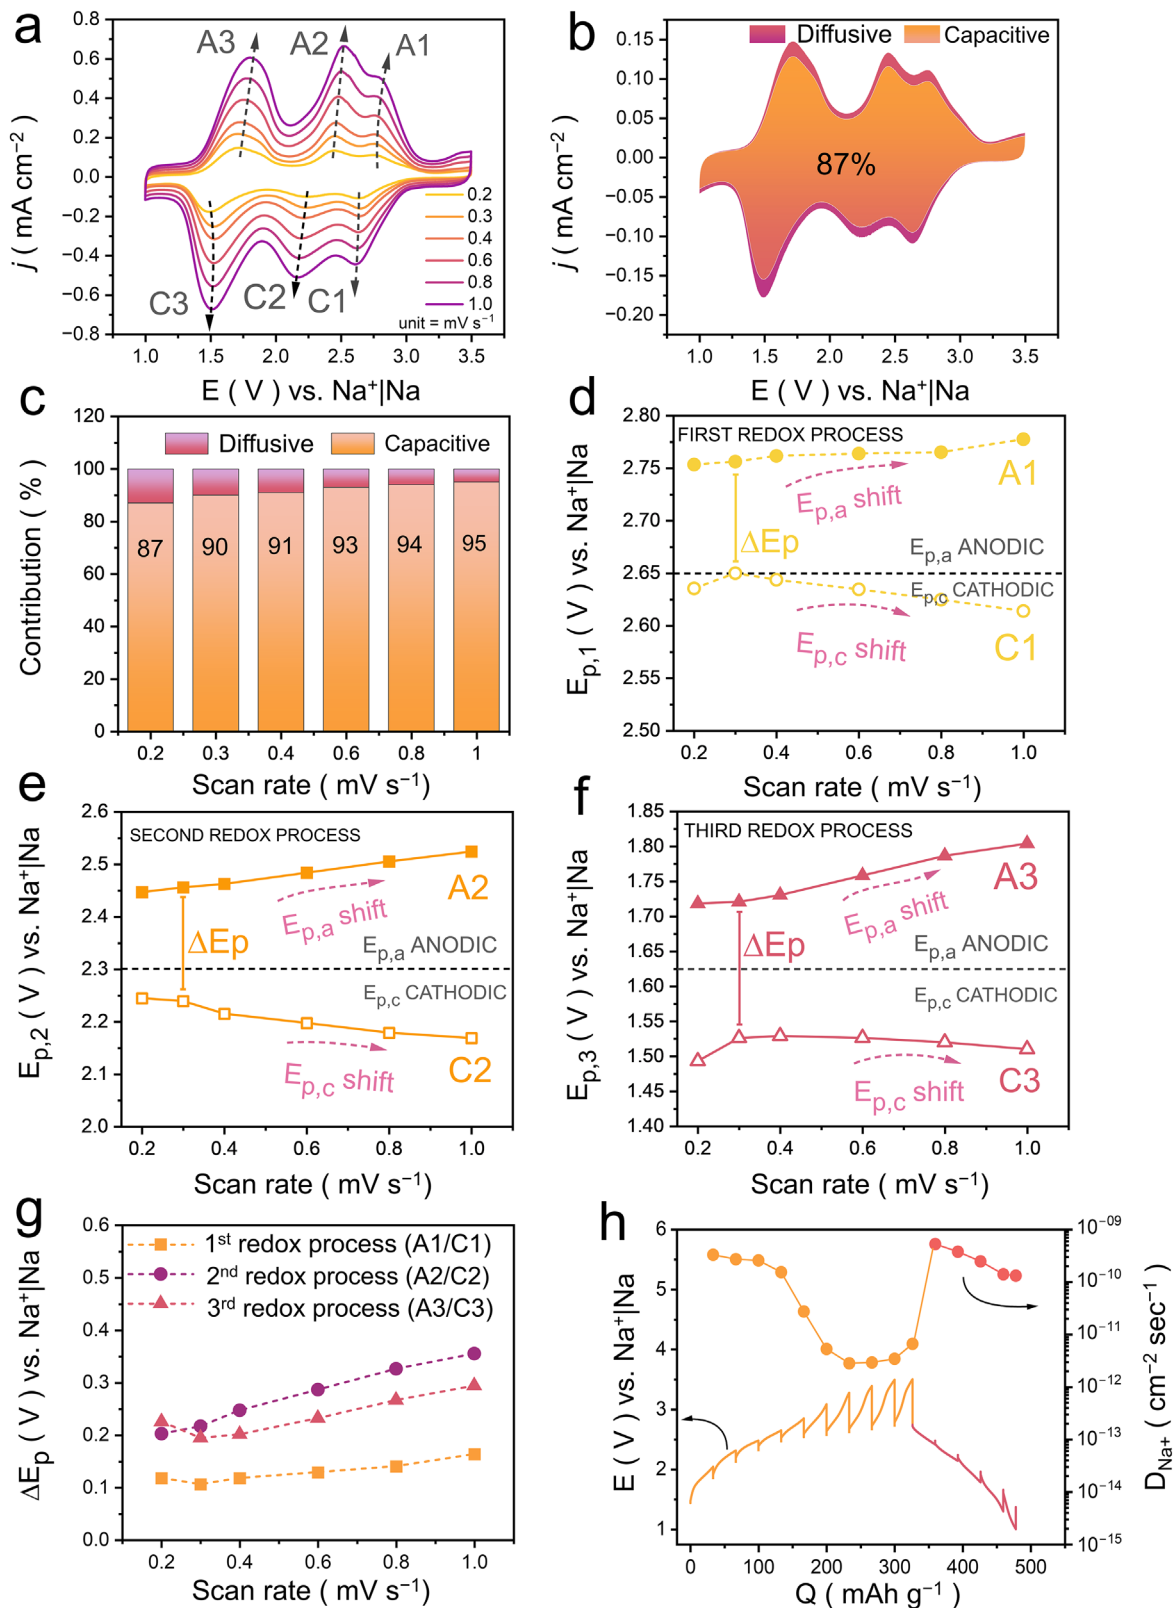 a
0.8
0.6
0.4
0.2
0.0
−0.2
−0.4
−0.6
−0.8
j ( mA cm⁻²)
A3
A2
A1
C3
C2
C1
0.2
0.3
0.4
0.6
0.8
1.0
unit = mV s⁻¹
1.0 1.5 2.0 2.5 3.0 3.5
E ( V ) vs. Na⁺|Na
b
Diffusive
Capacitive
0.15
0.10
0.05
0.00
−0.05
−0.10
−0.15
−0.20
j ( mA cm⁻²)
87%
1.0 1.5 2.0 2.5 3.0 3.5
E ( V ) vs. Na⁺|Na
c
120
100
80
60
40
20
0
Contribution ( % )
Diffusive
Capacitive
87 90 91 93 94 95
0.2 0.3 0.4 0.6 0.8 1
Scan rate ( mV s⁻¹)
d
2.80
2.75
2.70
2.65
2.60
2.55
2.50
E_p,1 ( V ) vs. Na⁺|Na
FIRST REDOX PROCESS
A1
E_p,a shift
ΔEp
E_p,a ANODIC
E_p,c CATHODIC
E_p,c shift
C1
0.2 0.4 0.6 0.8 1.0
Scan rate ( mV s⁻¹)
e
2.6
2.5
2.4
2.3
2.2
2.1
2.0
E_p,2 ( V ) vs. Na⁺|Na
SECOND REDOX PROCESS
A2
E_p,a shift
ΔEp
E_p,a ANODIC
E_p,c CATHODIC
E_p,c shift
C2
0.2 0.4 0.6 0.8 1.0
Scan rate ( mV s⁻¹)
f
1.85
1.80
1.75
1.70
1.65
1.60
1.55
1.50
1.45
1.40
E_p,3 ( V ) vs. Na⁺|Na
THIRD REDOX PROCESS
A3
E_p,a shift
ΔEp
E_p,a ANODIC
E_p,c CATHODIC
E_p,c shift
C3
0.2 0.4 0.6 0.8 1.0
Scan rate ( mV s⁻¹)
g
0.6
0.5
0.4
0.3
0.2
0.1
0.0
ΔE_p ( V ) vs. Na⁺|Na
1st redox process (A1/C1)
2nd redox process (A2/C2)
3rd redox process (A3/C3)
0.2 0.4 0.6 0.8 1.0
Scan rate ( mV s⁻¹)
h
6
5
4
3
2
1
E ( V ) vs. Na⁺|Na
10⁻⁰⁹
10⁻¹⁰
10⁻¹¹
10⁻¹²
10⁻¹³
10⁻¹⁴
10⁻¹⁵
D_Na+ ( cm⁻² sec⁻¹)
0 100 200 300 400 500
Q ( mAh g⁻¹)